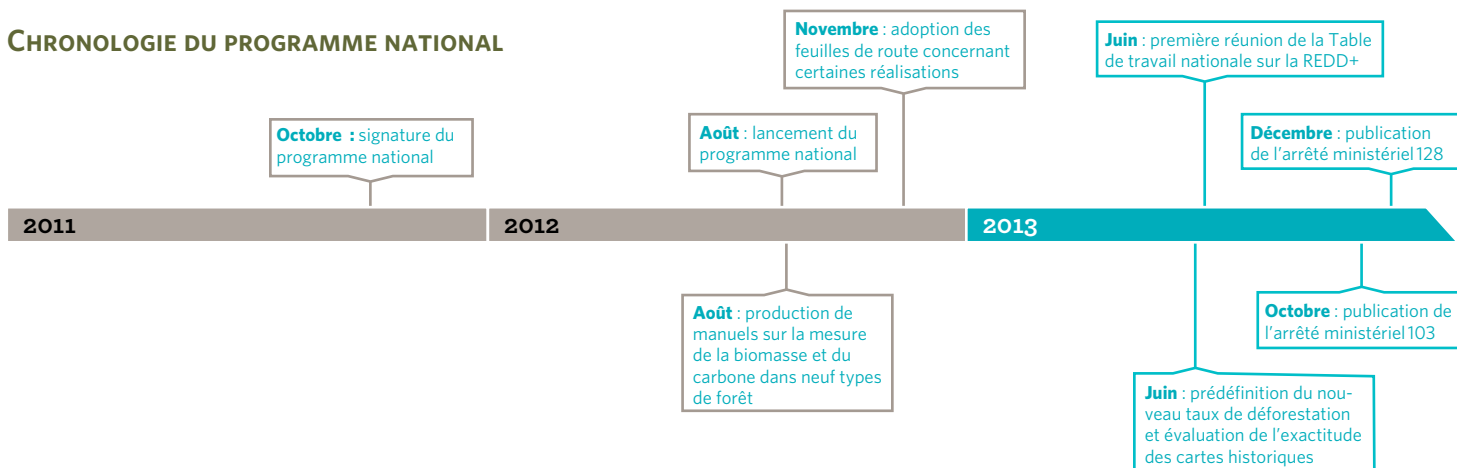 CHRONOLOGIE DU PROGRAMME NATIONAL
Octobre : signature du
programme national
Août : lancement du
programme national
Novembre : adoption des
feuilles de route concernant
certaines réalisations
Juin : première réunion de la Table
de travail nationale sur la REDD+
Décembre : publication
de l'arrêté ministériel 128
2011
2012
2013
Août : production de
manuels sur la mesure
de la biomasse et du
carbone dans neuf types
de forêt
Juin : prédéfinition du nou-
veau taux de déforestation
et évaluation de l'exactitude
des cartes historiques
Octobre : publication de
l'arrêté ministériel 103